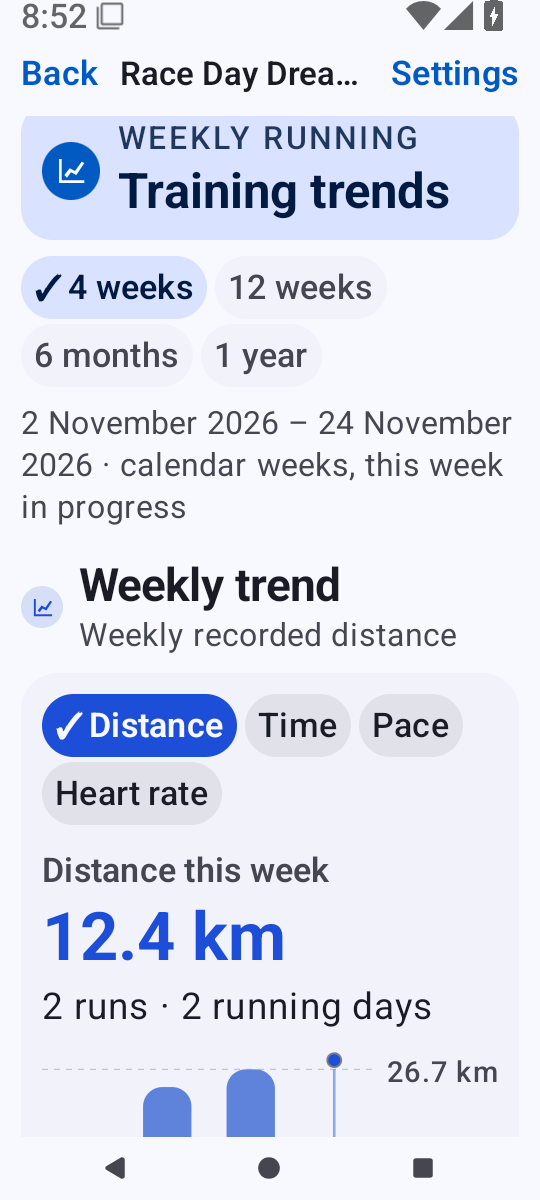 8:52
Back Race Day Drea... Settings
WEEKLY RUNNING
Training trends
✓4 weeks 12 weeks
6 months 1 year
2 November 2026 – 24 November
2026 · calendar weeks, this week
in progress
Weekly trend
Weekly recorded distance
✓Distance Time Pace
Heart rate
Distance this week
12.4 km
2 runs · 2 running days
26.7 km